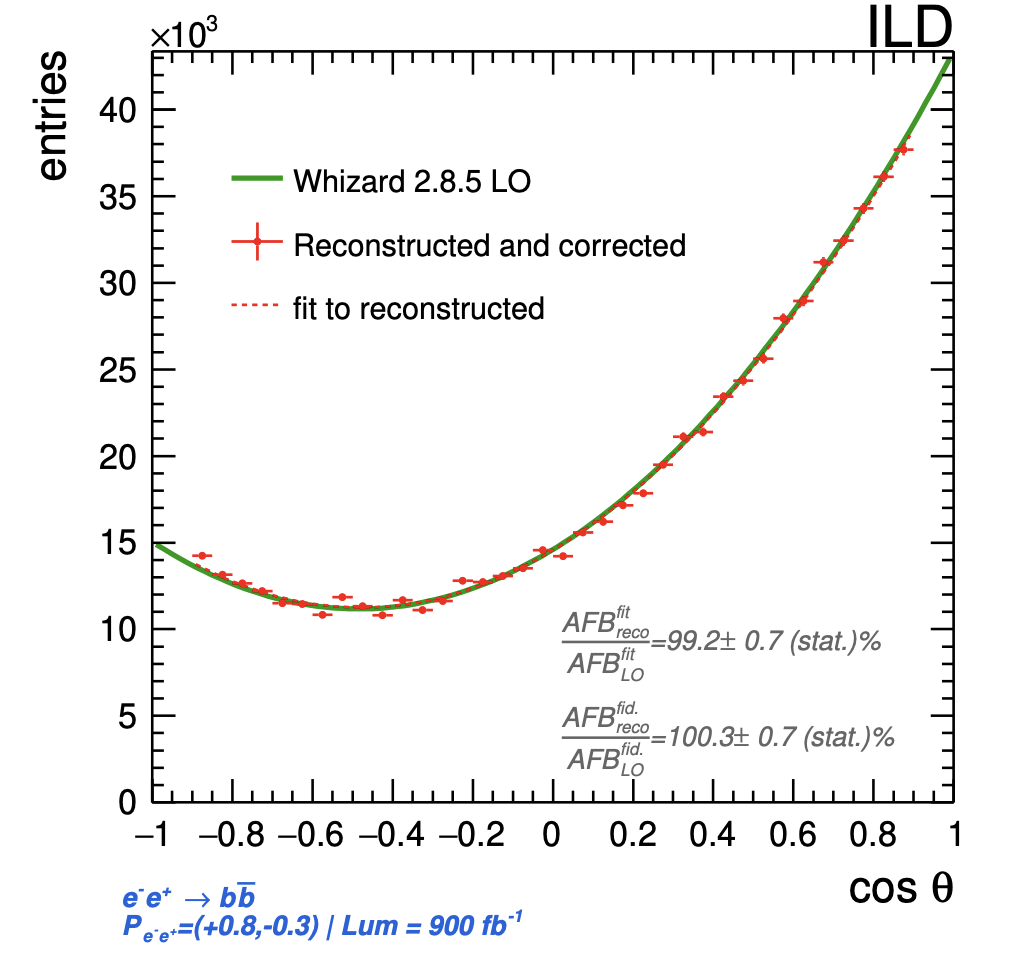 ×10³
ILD
entries
40
35
30
25
20
15
10
5
0
Whizard 2.8.5 LO
Reconstructed and corrected
fit to reconstructed
AFB^fit_reco / AFB^fit_LO =99.2± 0.7 (stat.)%
AFB^fid._reco / AFB^fid._LO =100.3± 0.7 (stat.)%
−1 −0.8 −0.6 −0.4 −0.2 0 0.2 0.4 0.6 0.8 1
cos θ
e⁻e⁺ → bb̅
P_e⁻e⁺=(+0.8,-0.3) | Lum = 900 fb⁻¹